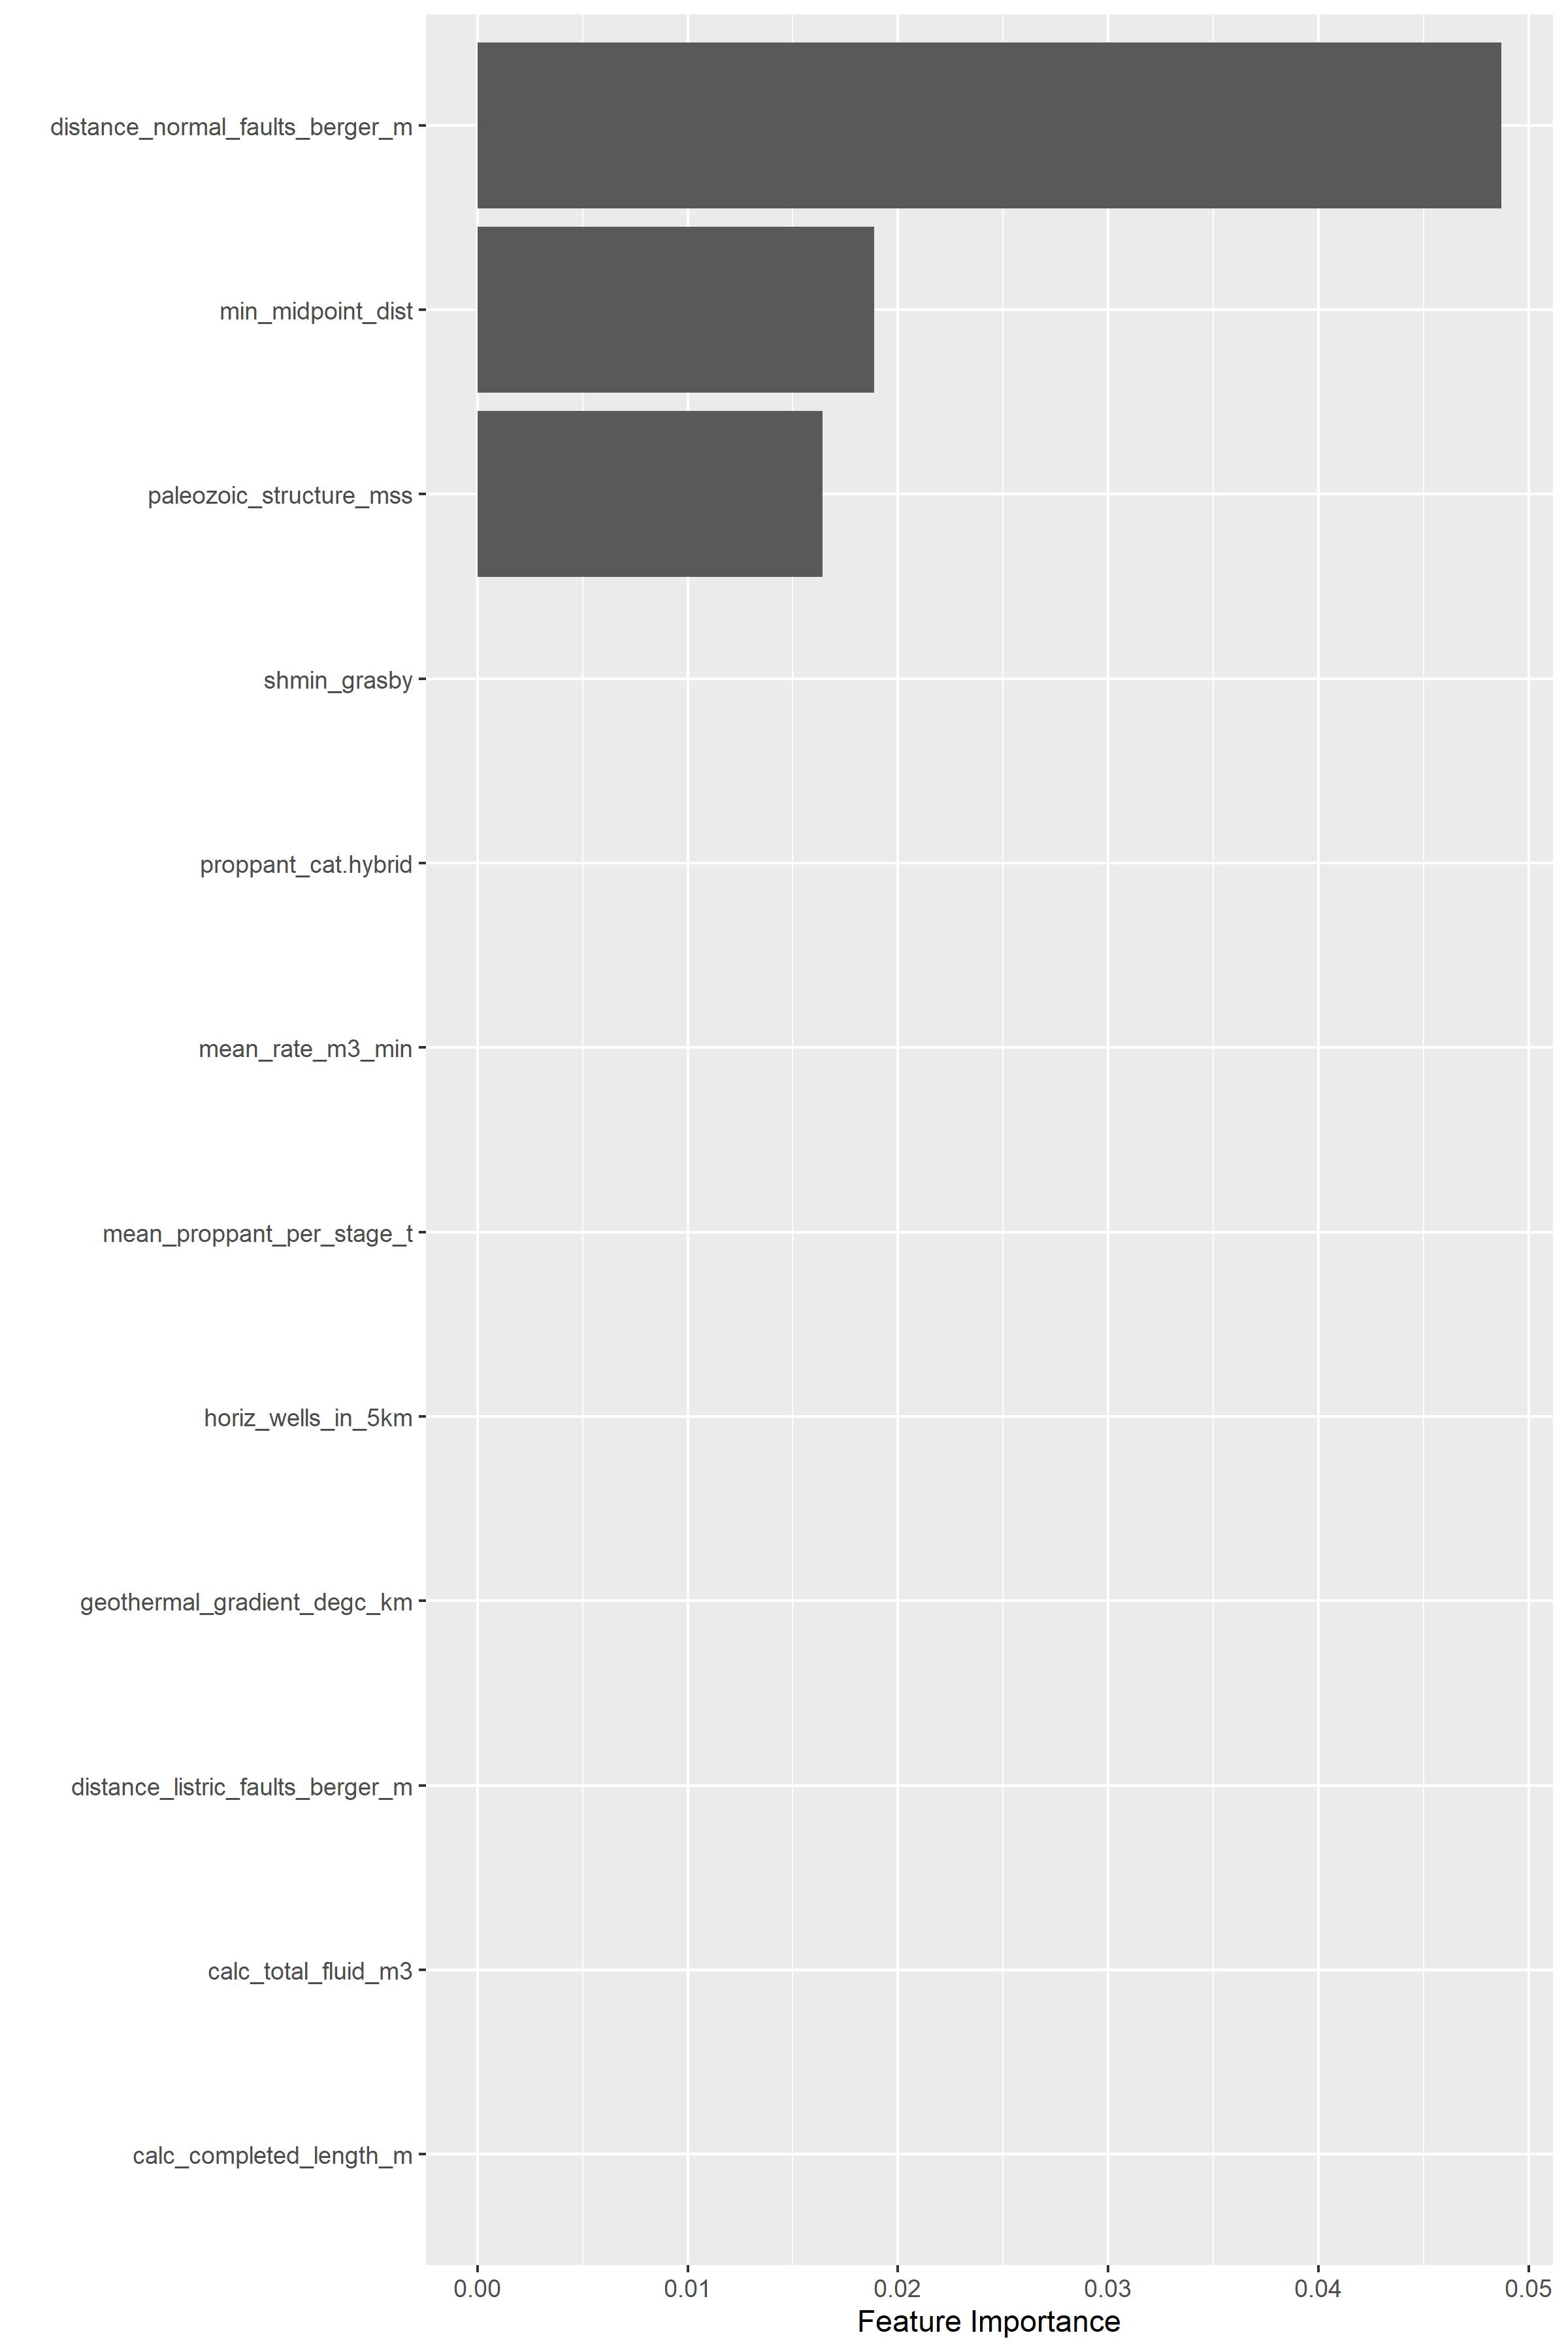 distance_normal_faults_berger_m
min_midpoint_dist
paleozoic_structure_mss
shmin_grasby
proppant_cat.hybrid
mean_rate_m3_min
mean_proppant_per_stage_t
horiz_wells_in_5km
geothermal_gradient_degc_km
distance_listric_faults_berger_m
calc_total_fluid_m3
calc_completed_length_m
0.00 0.01 0.02 0.03 0.04 0.05
Feature Importance